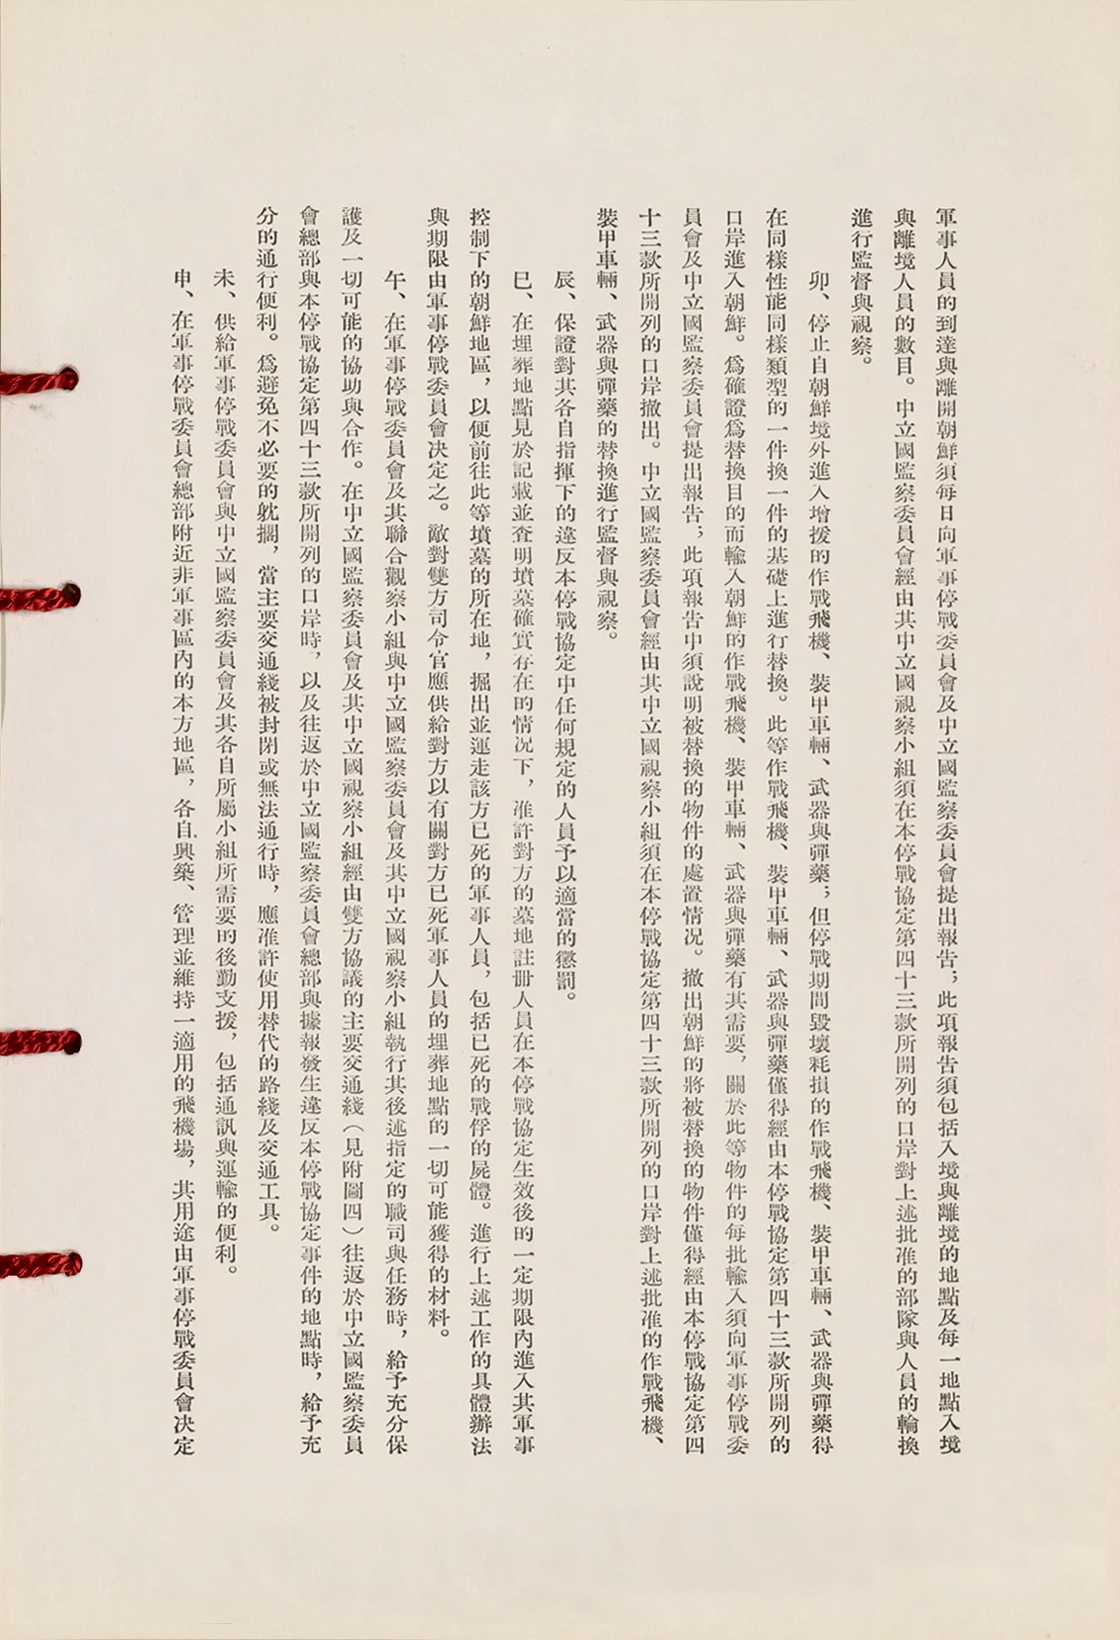 軍事人員的到達與離開朝鮮須每日向軍事停戰委員會及中立國監察委員會提出報告；此項報告須包括入境與離境的地點及每一地點入境
與離境人員的數目。中立國監察委員會經由其中立國視察小組須在本停戰協定第四十三款所開列的口岸對上述批准的部隊與人員的輪換
進行監督與視察。
卯、停止自朝鮮境外進入增援的作戰飛機、裝甲車輛、武器與彈藥；但停戰期間毀壞耗損的作戰飛機、裝甲車輛、武器與彈藥得
在同樣性能同樣類型的一件換一件的基礎上進行替換。此等作戰飛機、裝甲車輛、武器與彈藥僅得經由本停戰協定第四十三款所開列的
口岸進入朝鮮。爲確證爲替換目的而輸入朝鮮的作戰飛機、裝甲車輛、武器與彈藥有其需要，關於此等物件的每批輸入須向軍事停戰委
員會及中立國監察委員會提出報告；此項報告中須說明被替換的物件的處置情况。撤出朝鮮的將被替換的物件僅得經由本停戰協定第四
十三款所開列的口岸撤出。中立國監察委員會經由其中立國視察小組須在本停戰協定第四十三款所開列的口岸對上述批准的作戰飛機、
裝甲車輛、武器與彈藥的替換進行監督與視察。
辰、保證對其各自指揮下的違反本停戰協定中任何規定的人員予以適當的懲罰。
巳、在埋葬地點見於記載並查明墳墓確實存在的情况下，准許對方的墓地註册人員在本停戰協定生效後的一定期限內進入其軍事
控制下的朝鮮地區，以便前往此等墳墓的所在地，掘出並運走該方已死的軍事人員，包括已死的戰俘的屍體。進行上述工作的具體辦法
與期限由軍事停戰委員會决定之。敵對雙方司令官應供給對方以有關對方已死軍事人員的埋葬地點的一切可能獲得的材料。
午、在軍事停戰委員會及其聯合觀察小組與中立國監察委員會及其中立國視察小組執行其後述指定的職司與任務時，給予充分保
護及一切可能的協助與合作。在中立國監察委員會及其中立國視察小組經由雙方協議的主要交通綫（見附圖四）往返於中立國監察委員
會總部與本停戰協定第四十三款所開列的口岸時，以及往返於中立國監察委員會總部與據報發生違反本停戰協定事件的地點時，給予充
分的通行便利。爲避免不必要的躭擱，當主要交通綫被封閉或無法通行時，應准許使用替代的路綫及交通工具。
未、供給軍事停戰委員會與中立國監察委員會及其各自所屬小組所需要的後勤支援，包括通訊與運輸的便利。
申、在軍事停戰委員會總部附近非軍事區內的本方地區，各自興築、管理並維持一適用的飛機場，其用途由軍事停戰委員會决定